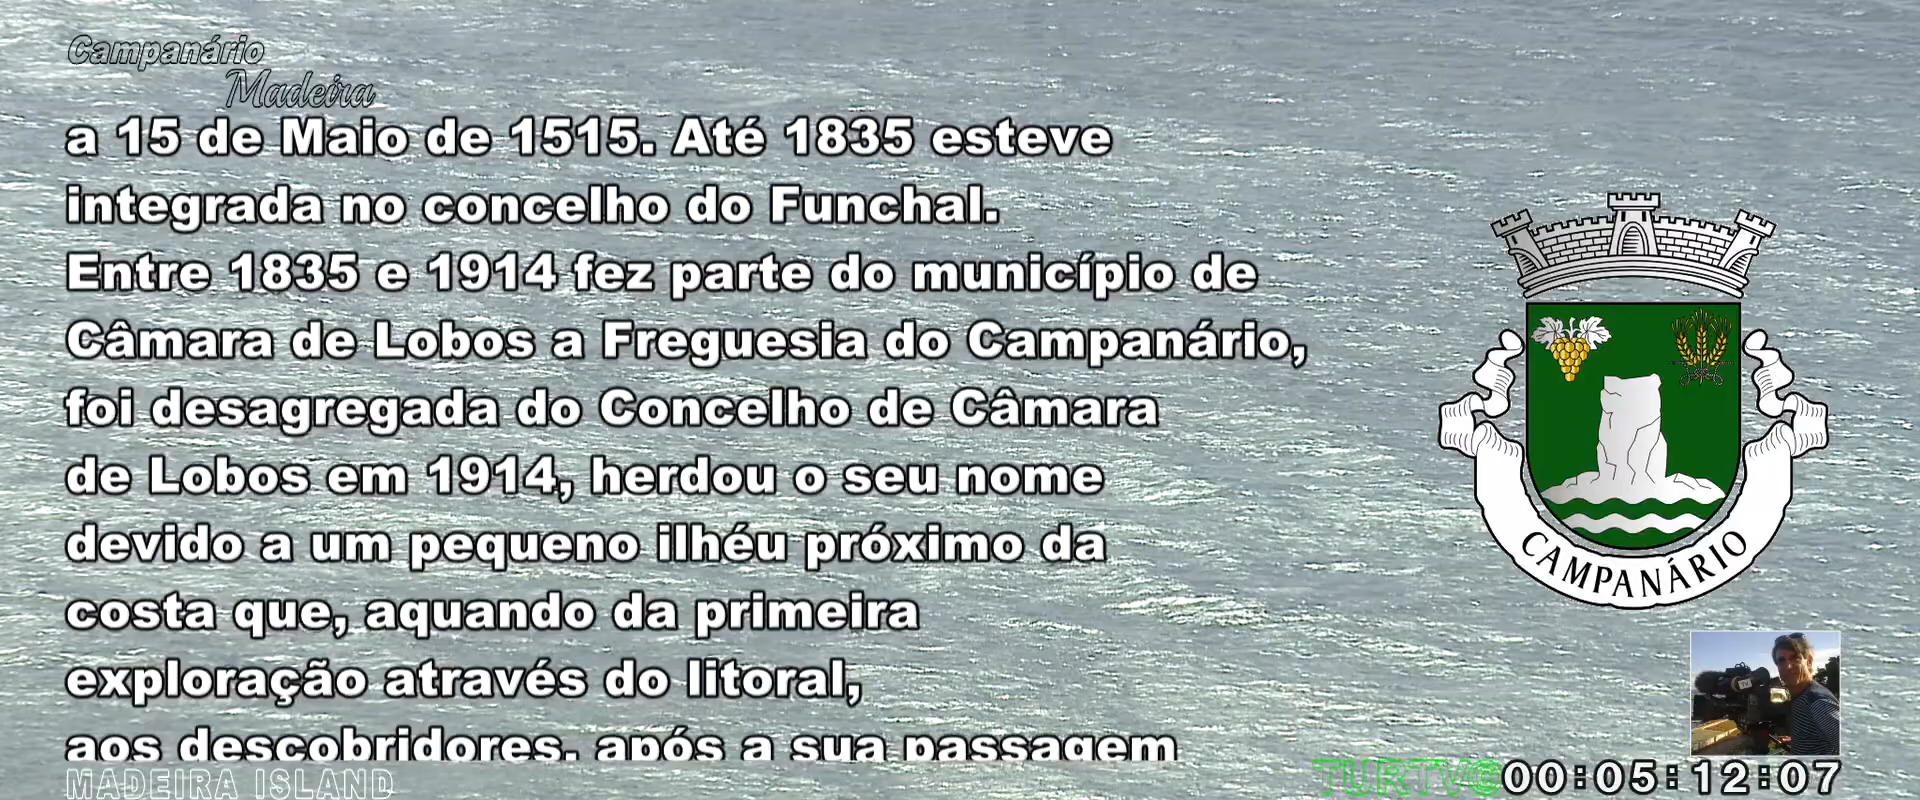 Campanário
Madeira
a 15 de Maio de 1515. Até 1835 esteve
integrada no concelho do Funchal.
Entre 1835 e 1914 fez parte do município de
Câmara de Lobos a Freguesia do Campanário,
foi desagregada do Concelho de Câmara
de Lobos em 1914, herdou o seu nome
devido a um pequeno ilhéu próximo da
costa que, aquando da primeira
exploração através do litoral,
aos descobridores, após a sua passagem
CAMPANÁRIO
MADEIRA ISLAND
TURTV@00:05:12:07